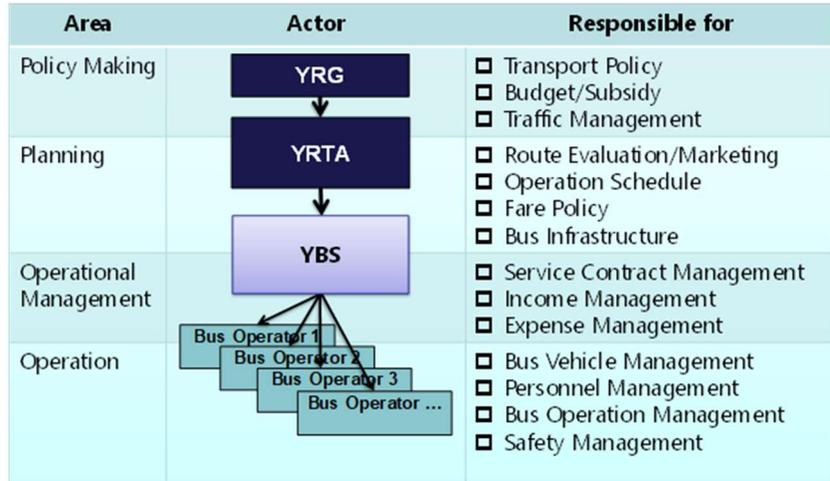 Area Actor Responsible for
Policy Making
YRG
Transport Policy
Budget/Subsidy
Traffic Management
Planning
YRTA
Route Evaluation/Marketing
Operation Schedule
Fare Policy
Bus Infrastructure
YBS
Operational
Management
Service Contract Management
Income Management
Expense Management
Bus Operator 1
Bus Operator 2
Bus Operator 3
Bus Operator ...
Operation
Bus Vehicle Management
Personnel Management
Bus Operation Management
Safety Management